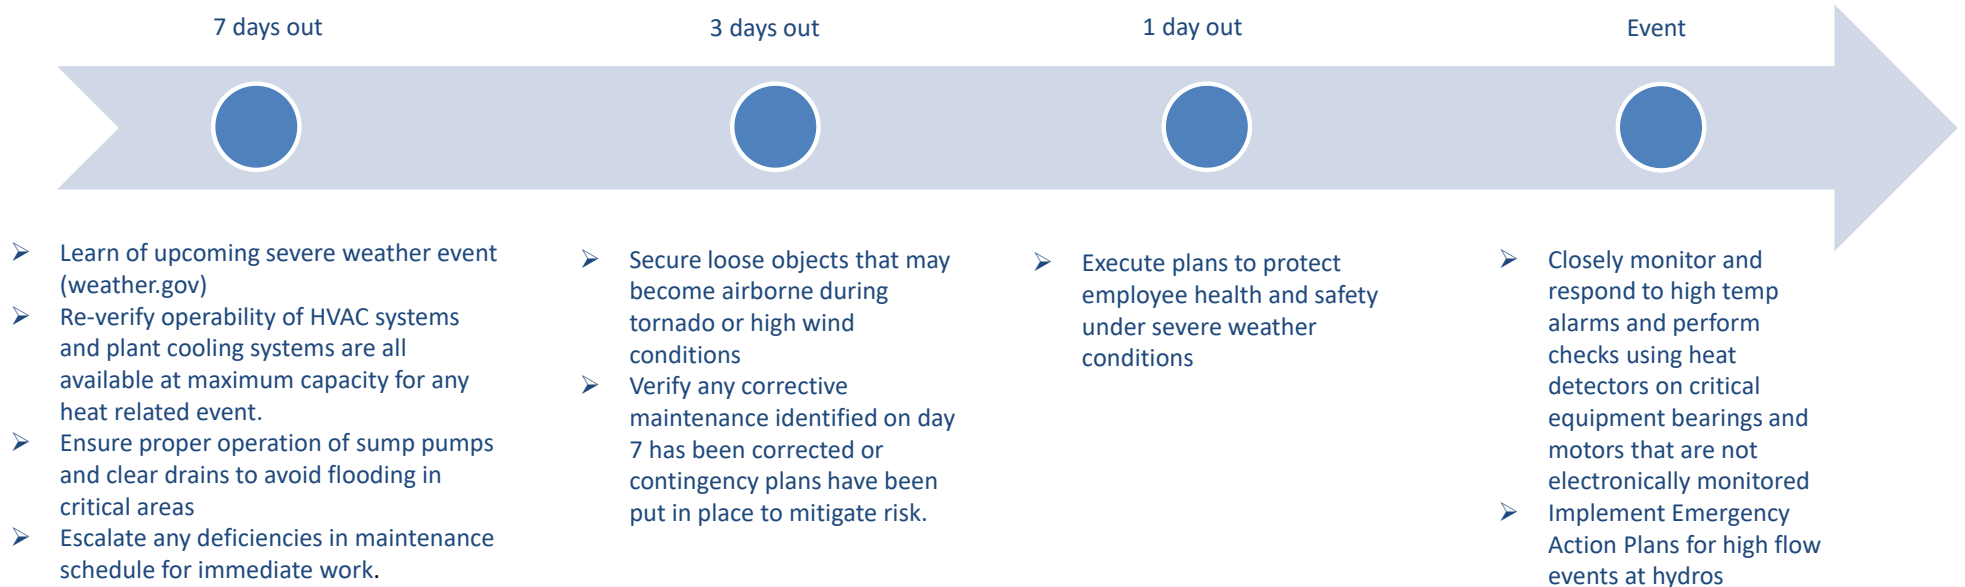 7 days out
3 days out
1 day out
Event
➢ Learn of upcoming severe weather event
(weather.gov)
➢ Re-verify operability of HVAC systems
and plant cooling systems are all
available at maximum capacity for any
heat related event.
➢ Ensure proper operation of sump pumps
and clear drains to avoid flooding in
critical areas
➢ Escalate any deficiencies in maintenance
schedule for immediate work.
➢ Secure loose objects that may
become airborne during
tornado or high wind
conditions
➢ Verify any corrective
maintenance identified on day
7 has been corrected or
contingency plans have been
put in place to mitigate risk.
➢ Execute plans to protect
employee health and safety
under severe weather
conditions
➢ Closely monitor and
respond to high temp
alarms and perform
checks using heat
detectors on critical
equipment bearings and
motors that are not
electronically monitored
➢ Implement Emergency
Action Plans for high flow
events at hydros